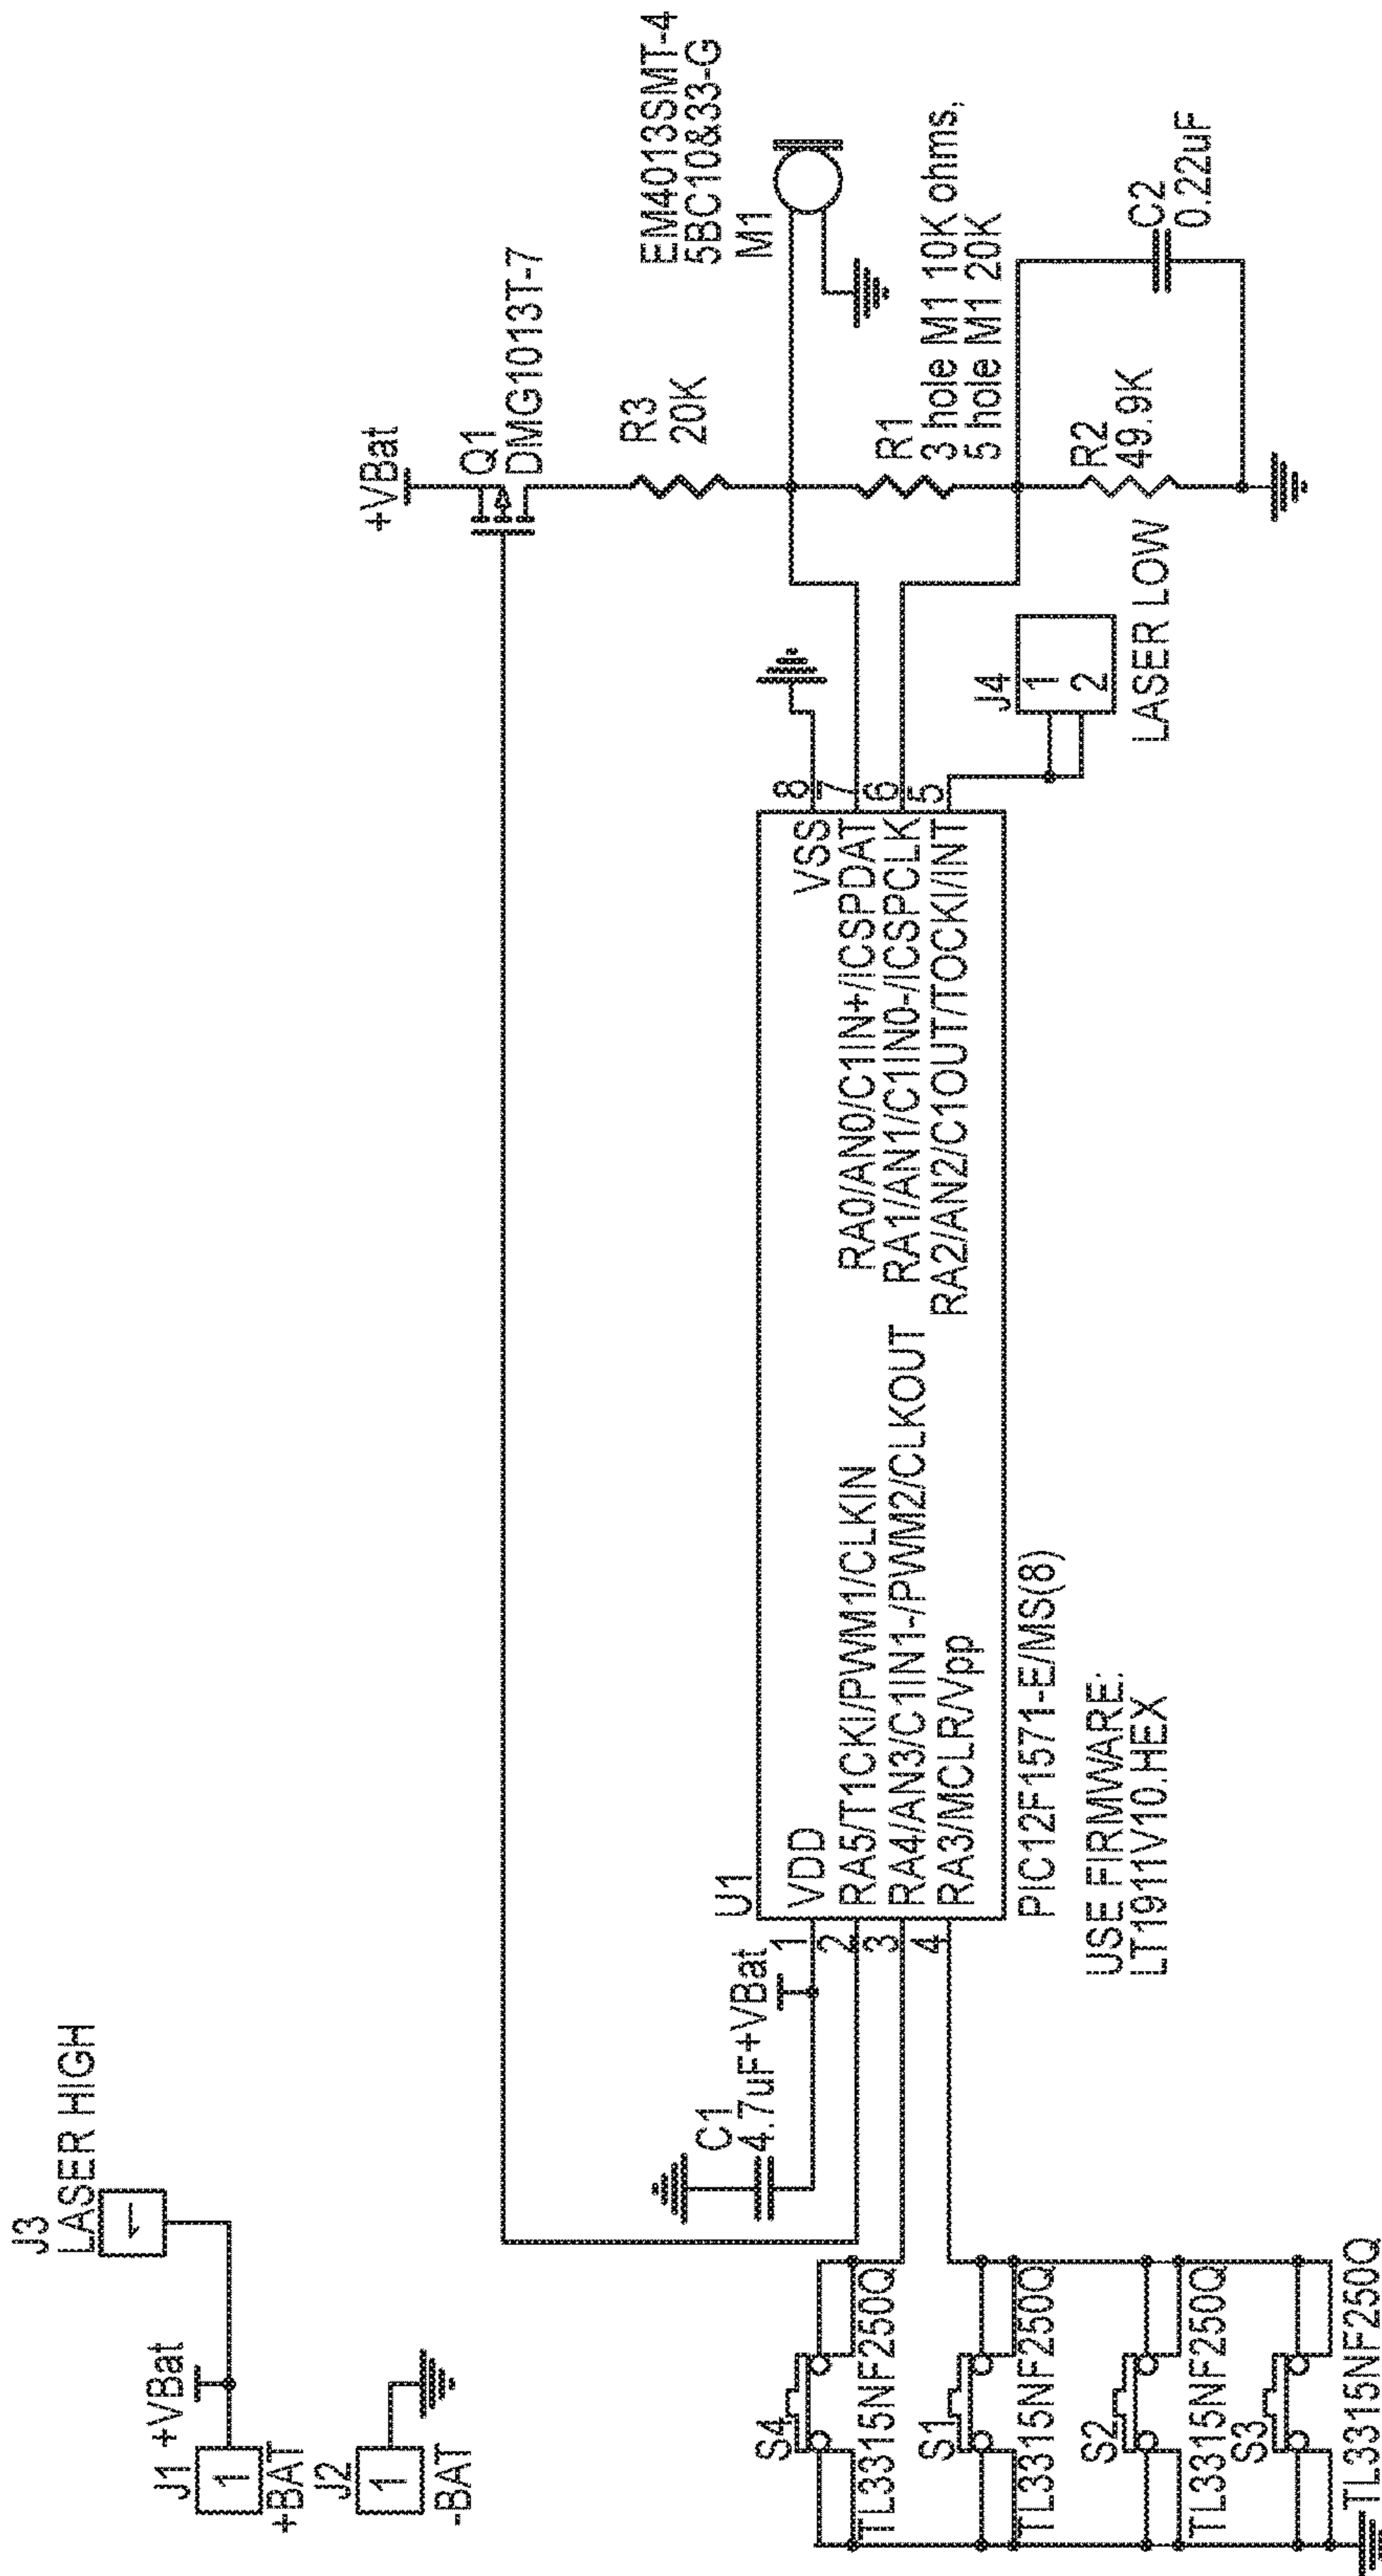 J3
LASER HIGH
1
J1
+VBat
1
+BAT
J2
1
-BAT
+VBat
Q1
DMG1013T-7
R3
20K
EM4013SMT-4
5BC10&33-G
M1
R1
3 hole M1 10K ohms,
5 hole M1 20K
R2
49.9K
C2
0.22uF
C1
4.7uF
+VBat
U1
1
2
3
4
VDD
RA5/T1CKI/PWM1/CLKIN
RA4/AN3/C1IN1-/PWM2/CLKOUT
RA3/MCLR/Vpp
VSS
RA0/AN0/C1IN+/ICSPDAT
RA1/AN1/C1IN0-/ICSPCLK
RA2/AN2/C1OUT/TOCKI/INT
8
7
6
5
PIC12F1571-E/MS(8)
USE FIRMWARE:
LT1911V10.HEX
J4
1
2
LASER LOW
S4
TL3315NF250Q
S1
TL3315NF250Q
S2
TL3315NF250Q
S3
TL3315NF250Q